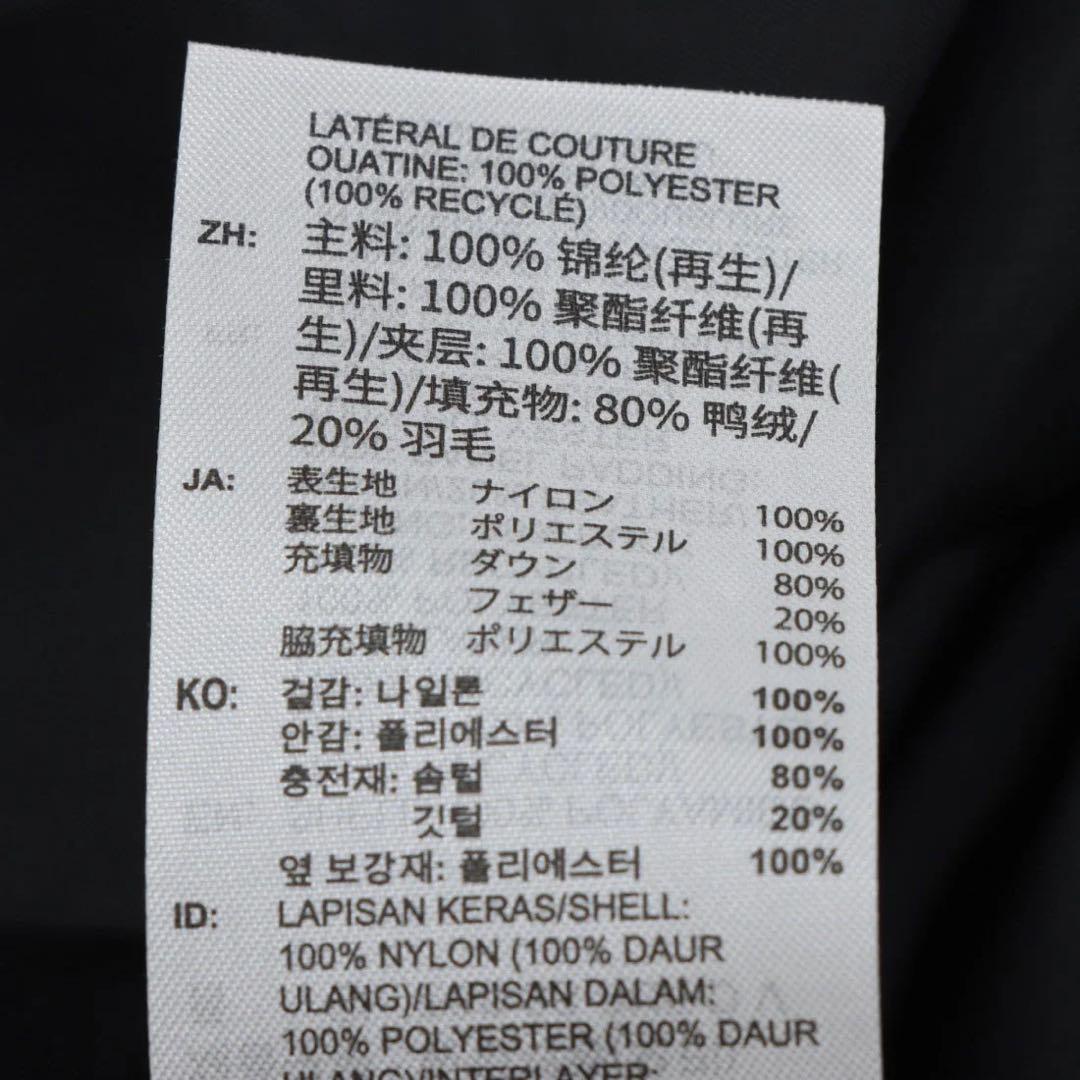 LATÉRAL DE COUTURE
OUATINE: 100% POLYESTER
(100% RECYCLÉ)
ZH: 主料: 100% 锦纶(再生)/
里料: 100% 聚酯纤维(再
生)/夹层: 100% 聚酯纤维(
再生)/填充物: 80% 鸭绒/
20% 羽毛
JA: 表生地 ナイロン 100%
裏生地 ポリエステル 100%
充填物 ダウン 80%
フェザー 20%
脇充填物 ポリエステル 100%
KO: 겉감: 나일론 100%
안감: 폴리에스터 100%
충전재: 솜털 80%
깃털 20%
옆 보강재: 폴리에스터 100%
ID: LAPISAN KERAS/SHELL:
100% NYLON (100% DAUR
ULANG)/LAPISAN DALAM:
100% POLYESTER (100% DAUR
ULANG)/INTERLAYER: